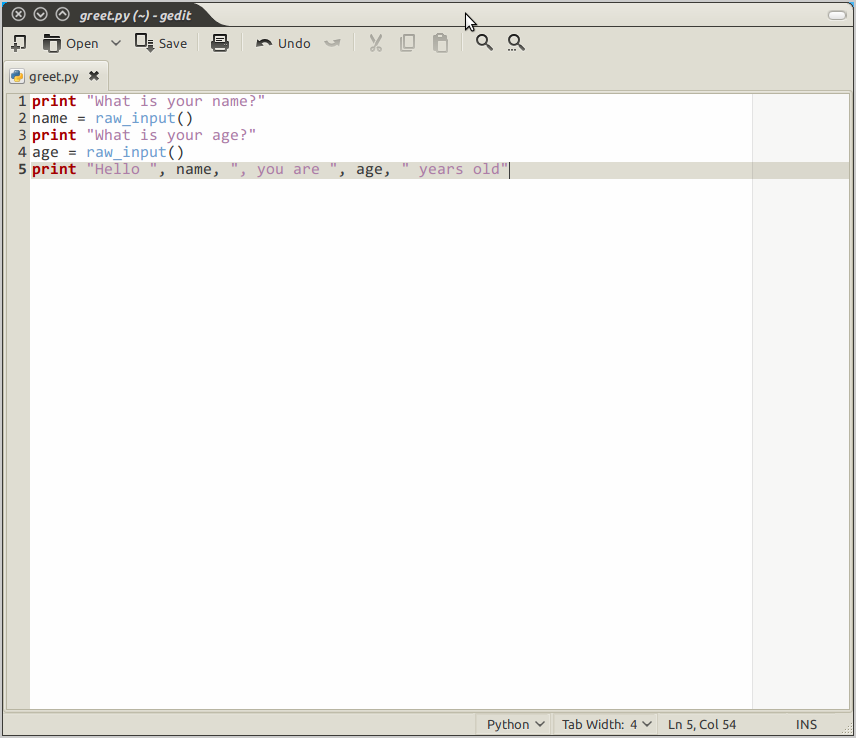 greet.py (~) - gedit
Open Save Undo
greet.py
1 print "What is your name?"
2 name = raw_input()
3 print "What is your age?"
4 age = raw_input()
5 print "Hello ", name, ", you are ", age, " years old"
Python Tab Width: 4 Ln 5, Col 54 INS